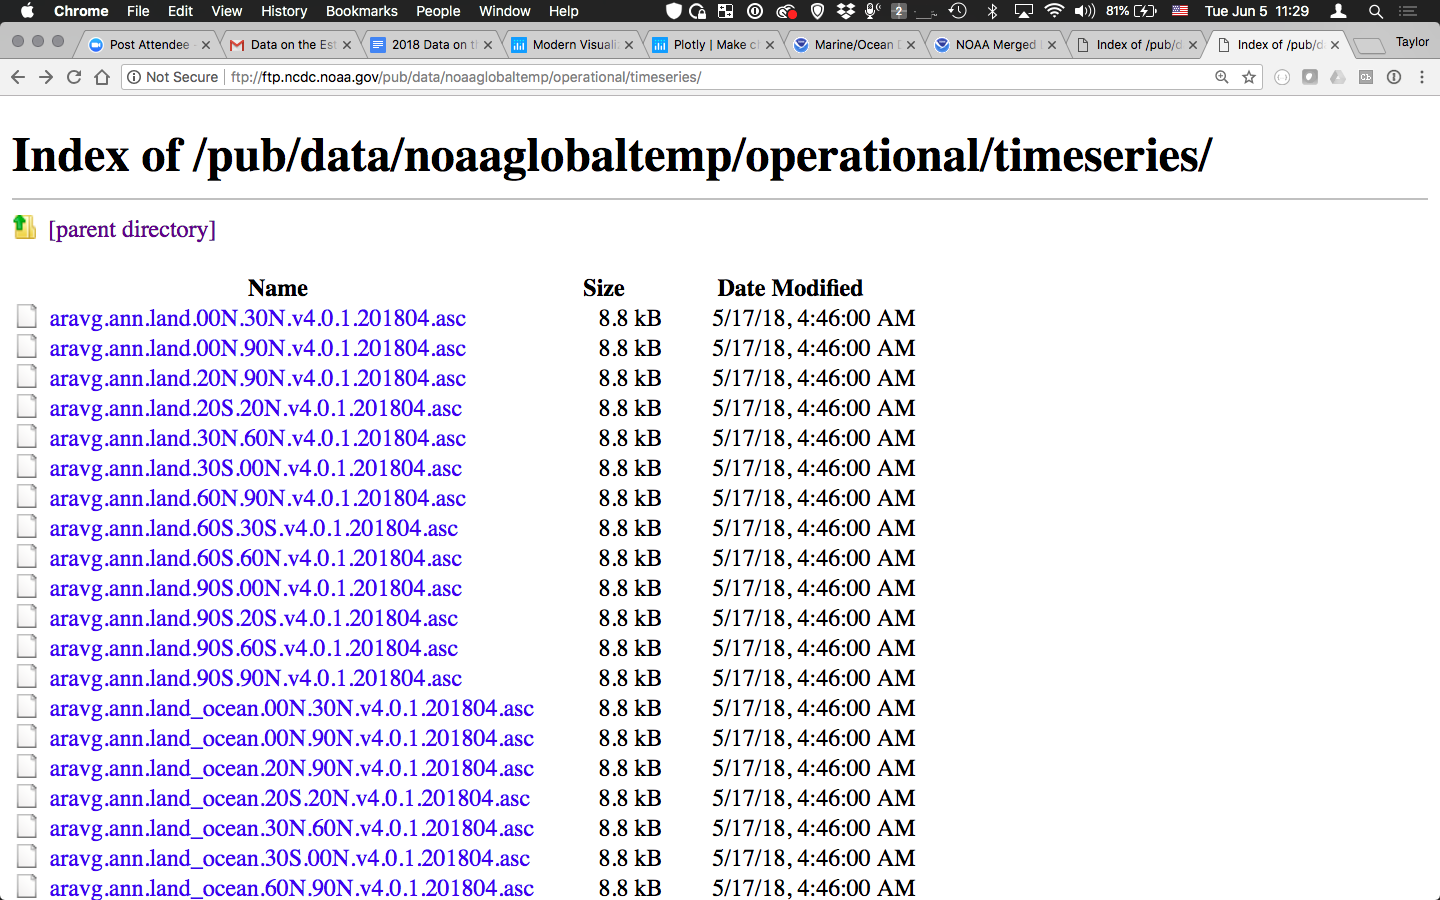 Chrome File Edit View History Bookmarks People Window Help 2 81% Tue Jun 5 11:29
Post Attendee - Data on the Est 2018 Data on th Modern Visualiz Plotly | Make ch Marine/Ocean D NOAA Merged L Index of /pub/d Index of /pub/d Taylor
Not Secure ftp://ftp.ncdc.noaa.gov/pub/data/noaaglobaltemp/operational/timeseries/ Cb
Index of /pub/data/noaaglobaltemp/operational/timeseries/
[parent directory]
Name Size Date Modified
aravg.ann.land.00N.30N.v4.0.1.201804.asc 8.8 kB 5/17/18, 4:46:00 AM
aravg.ann.land.00N.90N.v4.0.1.201804.asc 8.8 kB 5/17/18, 4:46:00 AM
aravg.ann.land.20N.90N.v4.0.1.201804.asc 8.8 kB 5/17/18, 4:46:00 AM
aravg.ann.land.20S.20N.v4.0.1.201804.asc 8.8 kB 5/17/18, 4:46:00 AM
aravg.ann.land.30N.60N.v4.0.1.201804.asc 8.8 kB 5/17/18, 4:46:00 AM
aravg.ann.land.30S.00N.v4.0.1.201804.asc 8.8 kB 5/17/18, 4:46:00 AM
aravg.ann.land.60N.90N.v4.0.1.201804.asc 8.8 kB 5/17/18, 4:46:00 AM
aravg.ann.land.60S.30S.v4.0.1.201804.asc 8.8 kB 5/17/18, 4:46:00 AM
aravg.ann.land.60S.60N.v4.0.1.201804.asc 8.8 kB 5/17/18, 4:46:00 AM
aravg.ann.land.90S.00N.v4.0.1.201804.asc 8.8 kB 5/17/18, 4:46:00 AM
aravg.ann.land.90S.20S.v4.0.1.201804.asc 8.8 kB 5/17/18, 4:46:00 AM
aravg.ann.land.90S.60S.v4.0.1.201804.asc 8.8 kB 5/17/18, 4:46:00 AM
aravg.ann.land.90S.90N.v4.0.1.201804.asc 8.8 kB 5/17/18, 4:46:00 AM
aravg.ann.land_ocean.00N.30N.v4.0.1.201804.asc 8.8 kB 5/17/18, 4:46:00 AM
aravg.ann.land_ocean.00N.90N.v4.0.1.201804.asc 8.8 kB 5/17/18, 4:46:00 AM
aravg.ann.land_ocean.20N.90N.v4.0.1.201804.asc 8.8 kB 5/17/18, 4:46:00 AM
aravg.ann.land_ocean.20S.20N.v4.0.1.201804.asc 8.8 kB 5/17/18, 4:46:00 AM
aravg.ann.land_ocean.30N.60N.v4.0.1.201804.asc 8.8 kB 5/17/18, 4:46:00 AM
aravg.ann.land_ocean.30S.00N.v4.0.1.201804.asc 8.8 kB 5/17/18, 4:46:00 AM
aravg.ann.land_ocean.60N.90N.v4.0.1.201804.asc 8.8 kB 5/17/18, 4:46:00 AM